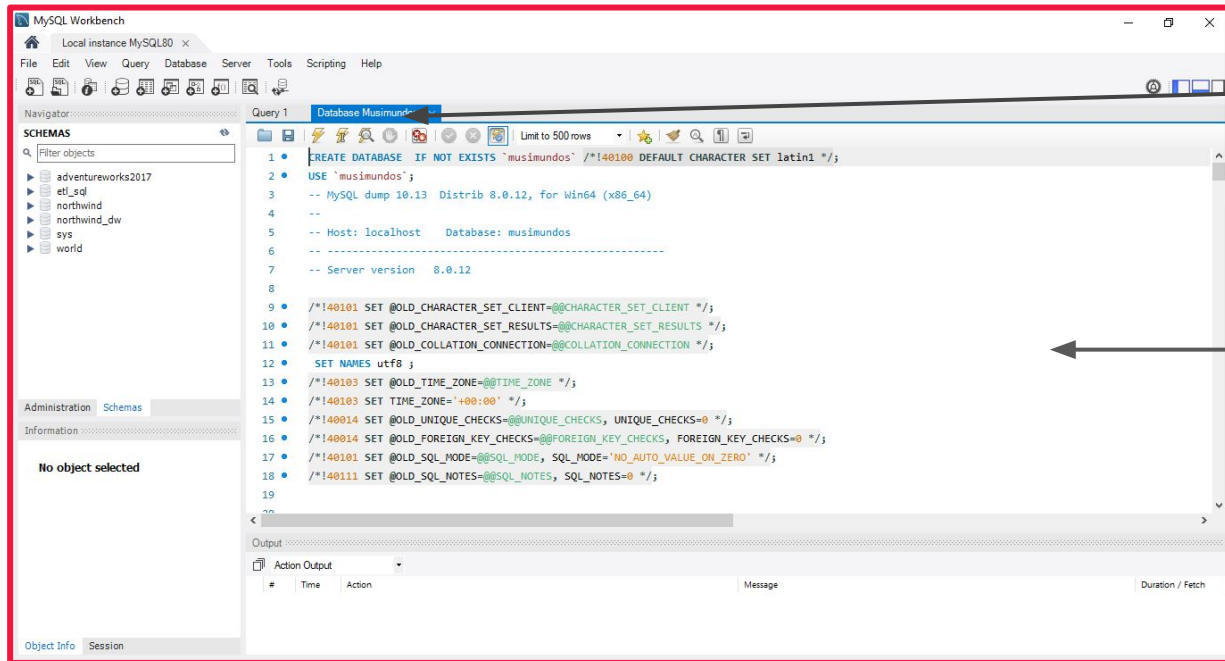 MySQL Workbench
Local instance MySQL80
File Edit View Query Database Server Tools Scripting Help
Navigator
SCHEMAS
Filter objects
adventureworks2017
etl_sql
northwind
northwind_dw
sys
world
Administration Schemas
Information
No object selected
Object Info Session
Query 1 Database Musimundos
Limit to 500 rows
1 CREATE DATABASE IF NOT EXISTS `musimundos` /*!40100 DEFAULT CHARACTER SET latin1 */;
2 USE `musimundos`;
3 -- MySQL dump 10.13 Distrib 8.0.12, for Win64 (x86_64)
4 --
5 -- Host: localhost Database: musimundos
6 -- ------------------------------------------------------
7 -- Server version 8.0.12
8
9 /*!40101 SET @OLD_CHARACTER_SET_CLIENT=@@CHARACTER_SET_CLIENT */;
10 /*!40101 SET @OLD_CHARACTER_SET_RESULTS=@@CHARACTER_SET_RESULTS */;
11 /*!40101 SET @OLD_COLLATION_CONNECTION=@@COLLATION_CONNECTION */;
12 SET NAMES utf8 ;
13 /*!40103 SET @OLD_TIME_ZONE=@@TIME_ZONE */;
14 /*!40103 SET TIME_ZONE='+00:00' */;
15 /*!40014 SET @OLD_UNIQUE_CHECKS=@@UNIQUE_CHECKS, UNIQUE_CHECKS=0 */;
16 /*!40014 SET @OLD_FOREIGN_KEY_CHECKS=@@FOREIGN_KEY_CHECKS, FOREIGN_KEY_CHECKS=0 */;
17 /*!40101 SET @OLD_SQL_MODE=@@SQL_MODE, SQL_MODE='NO_AUTO_VALUE_ON_ZERO' */;
18 /*!40111 SET @OLD_SQL_NOTES=@@SQL_NOTES, SQL_NOTES=0 */;
19
Output
Action Output
# Time Action Message Duration / Fetch